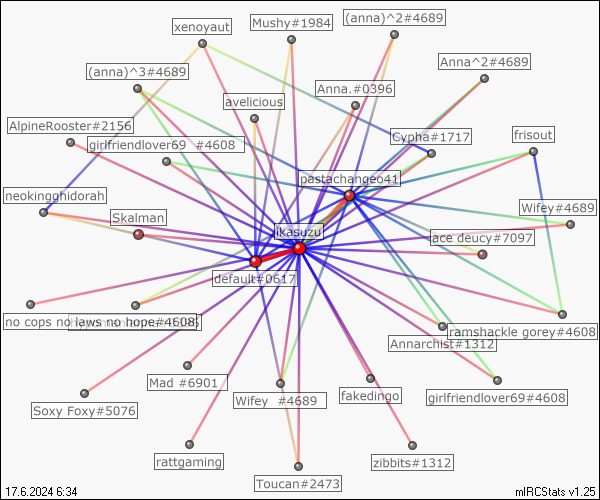 Mushy#1984
(anna)^2#4689
xenoyaut
Anna^2#4689
(anna)^3#4689
Anna.#0396
avelicious
AlpineRooster#2156
Cypha#1717
frisout
girlfriendlover69 #4608
pastachangeo41
neokingghidorah
Wifey#4689
Skalman
ikasuzu
ace deucy#7097
default#0617
no cops no laws no hope#4608
ramshackle gorey#4608
Annarchist#1312
Mad #6901
Soxy Foxy#5076
Wifey #4689
fakedingo
girlfriendlover69#4608
rattgaming
zibbits#1312
Toucan#2473
17.6.2024 6:34
mIRCStats v1.25